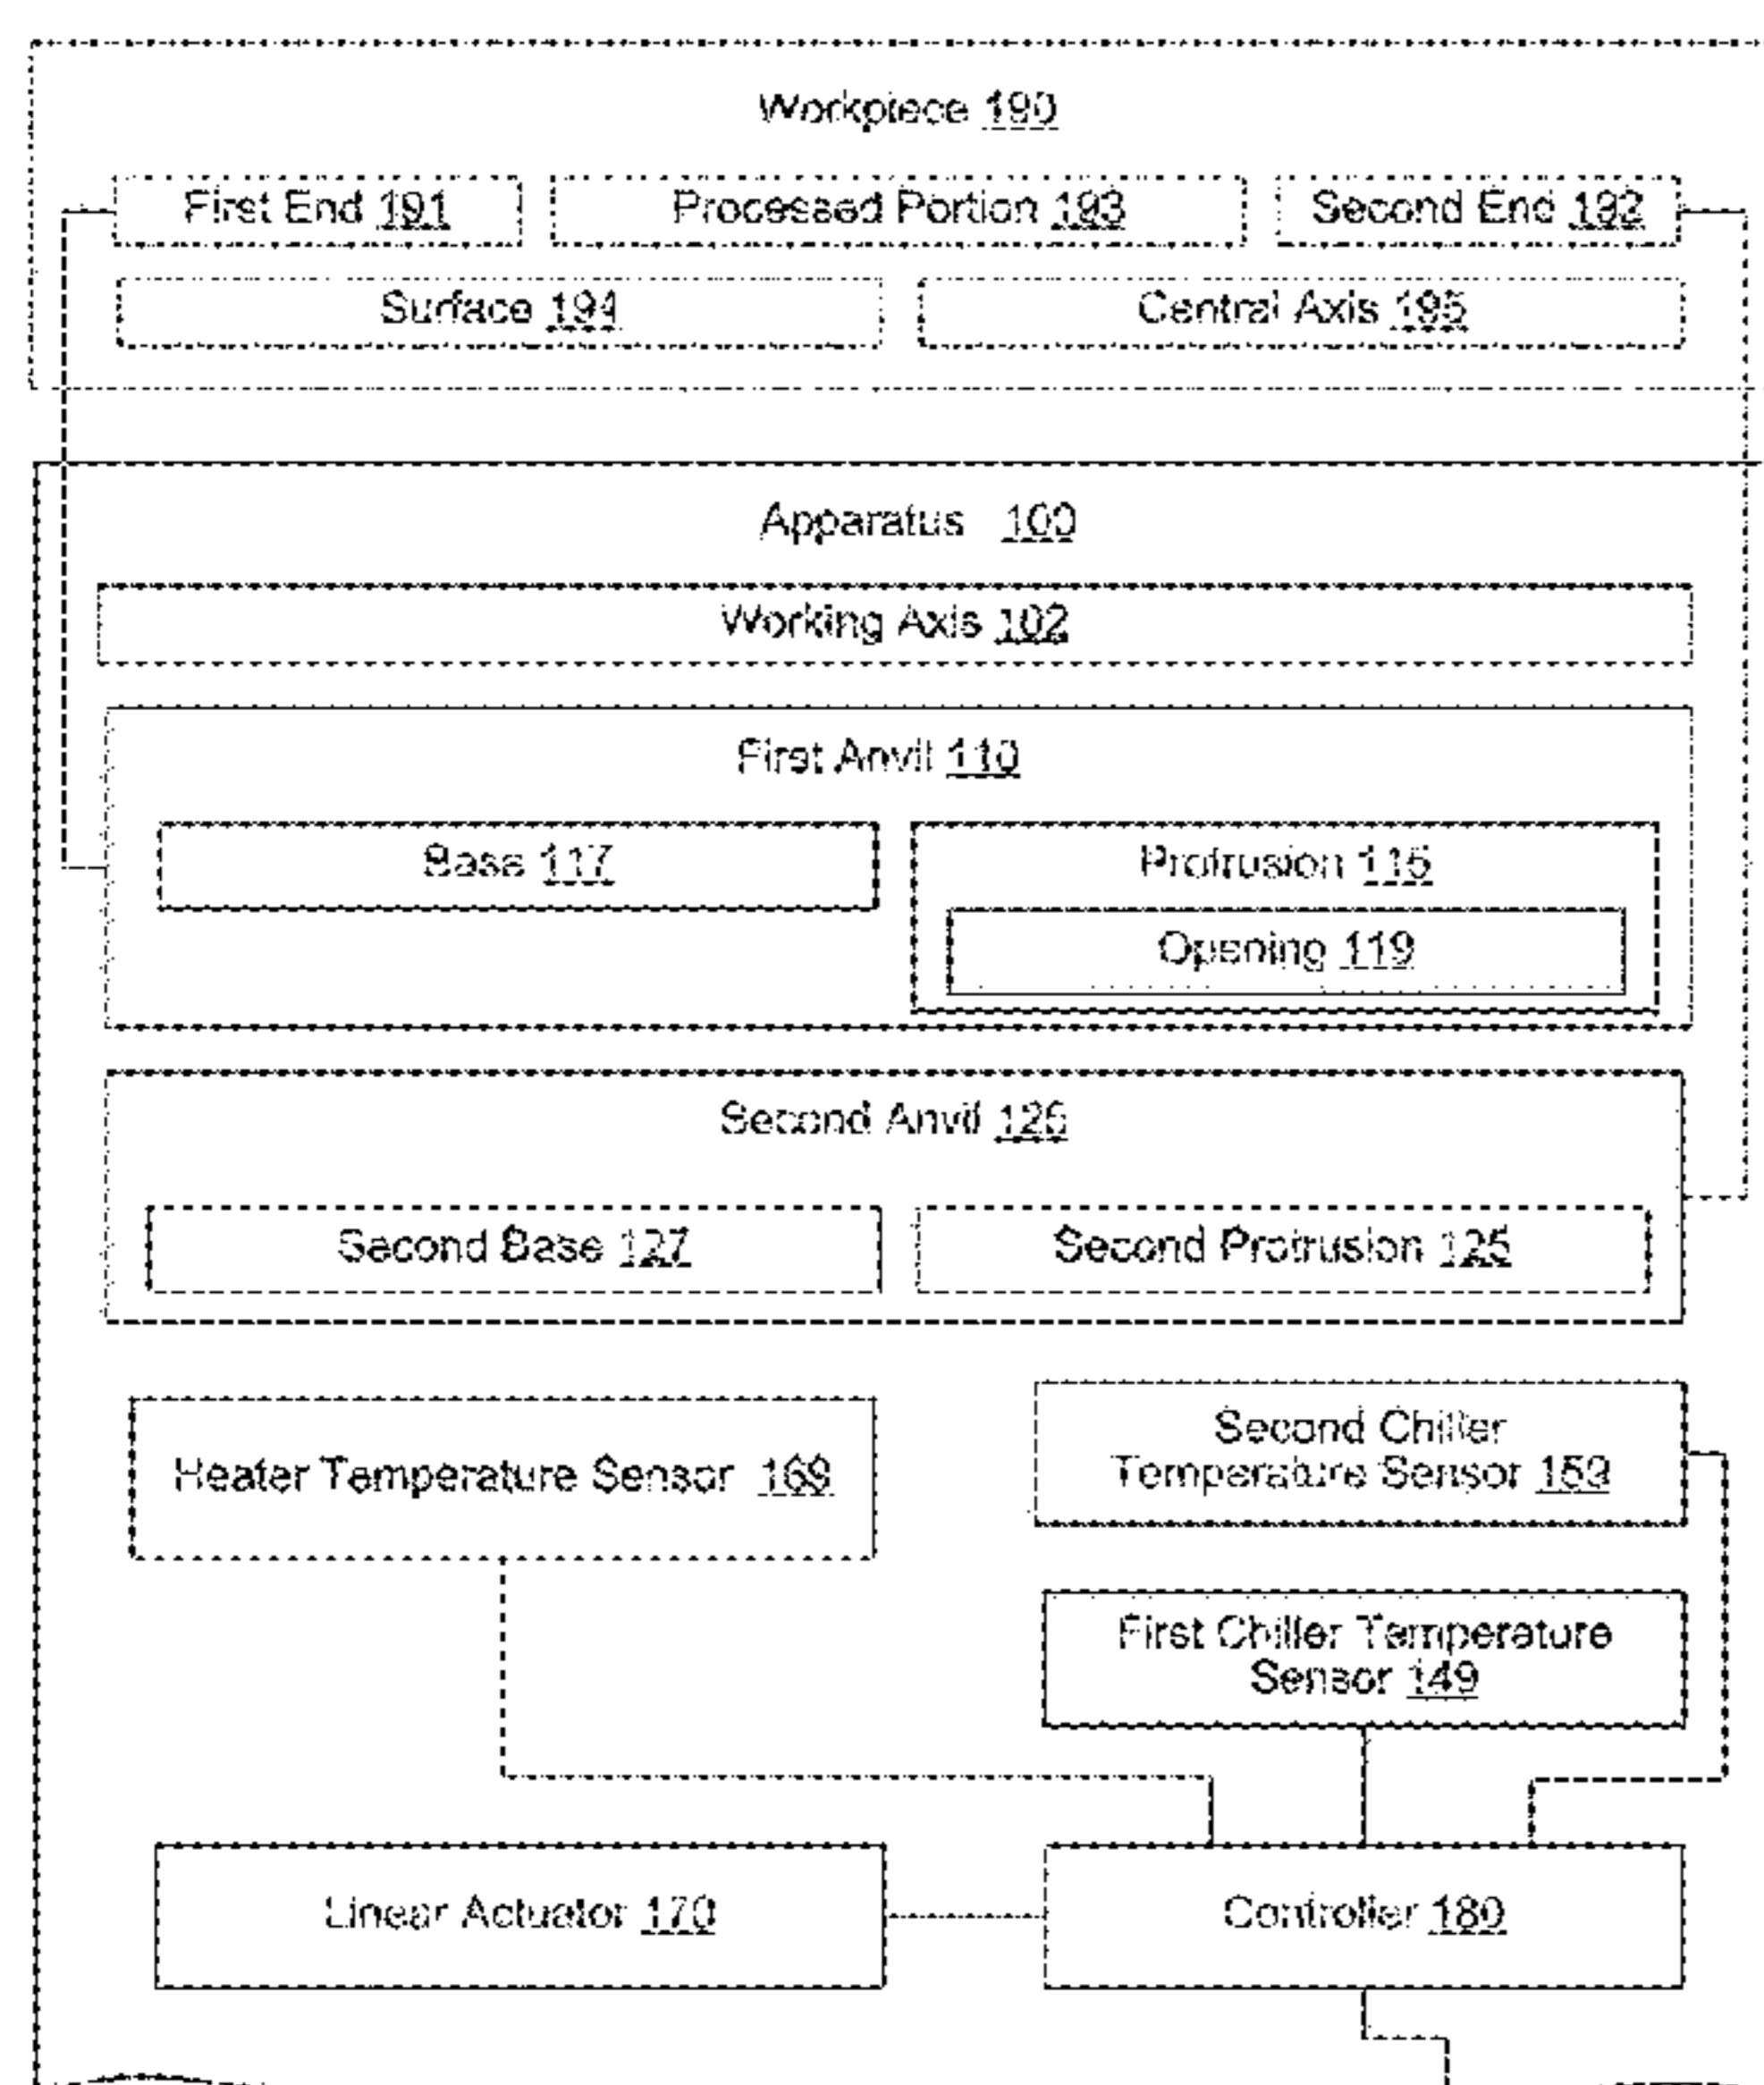 Workpiece 190
First End 191
Processed Portion 193
Second End 192
Surface 194
Central Axis 195
Apparatus 100
Working Axis 102
First Anvil 110
Base 117
Protrusion 115
Opening 119
Second Anvil
Second Base 127
Second Protrusion 125
Heater Temperature Sensor 169
Second Chiller
Temperature Sensor 159
First Chiller Temperature
Sensor 149
Linear Actuator 170
Controller 180